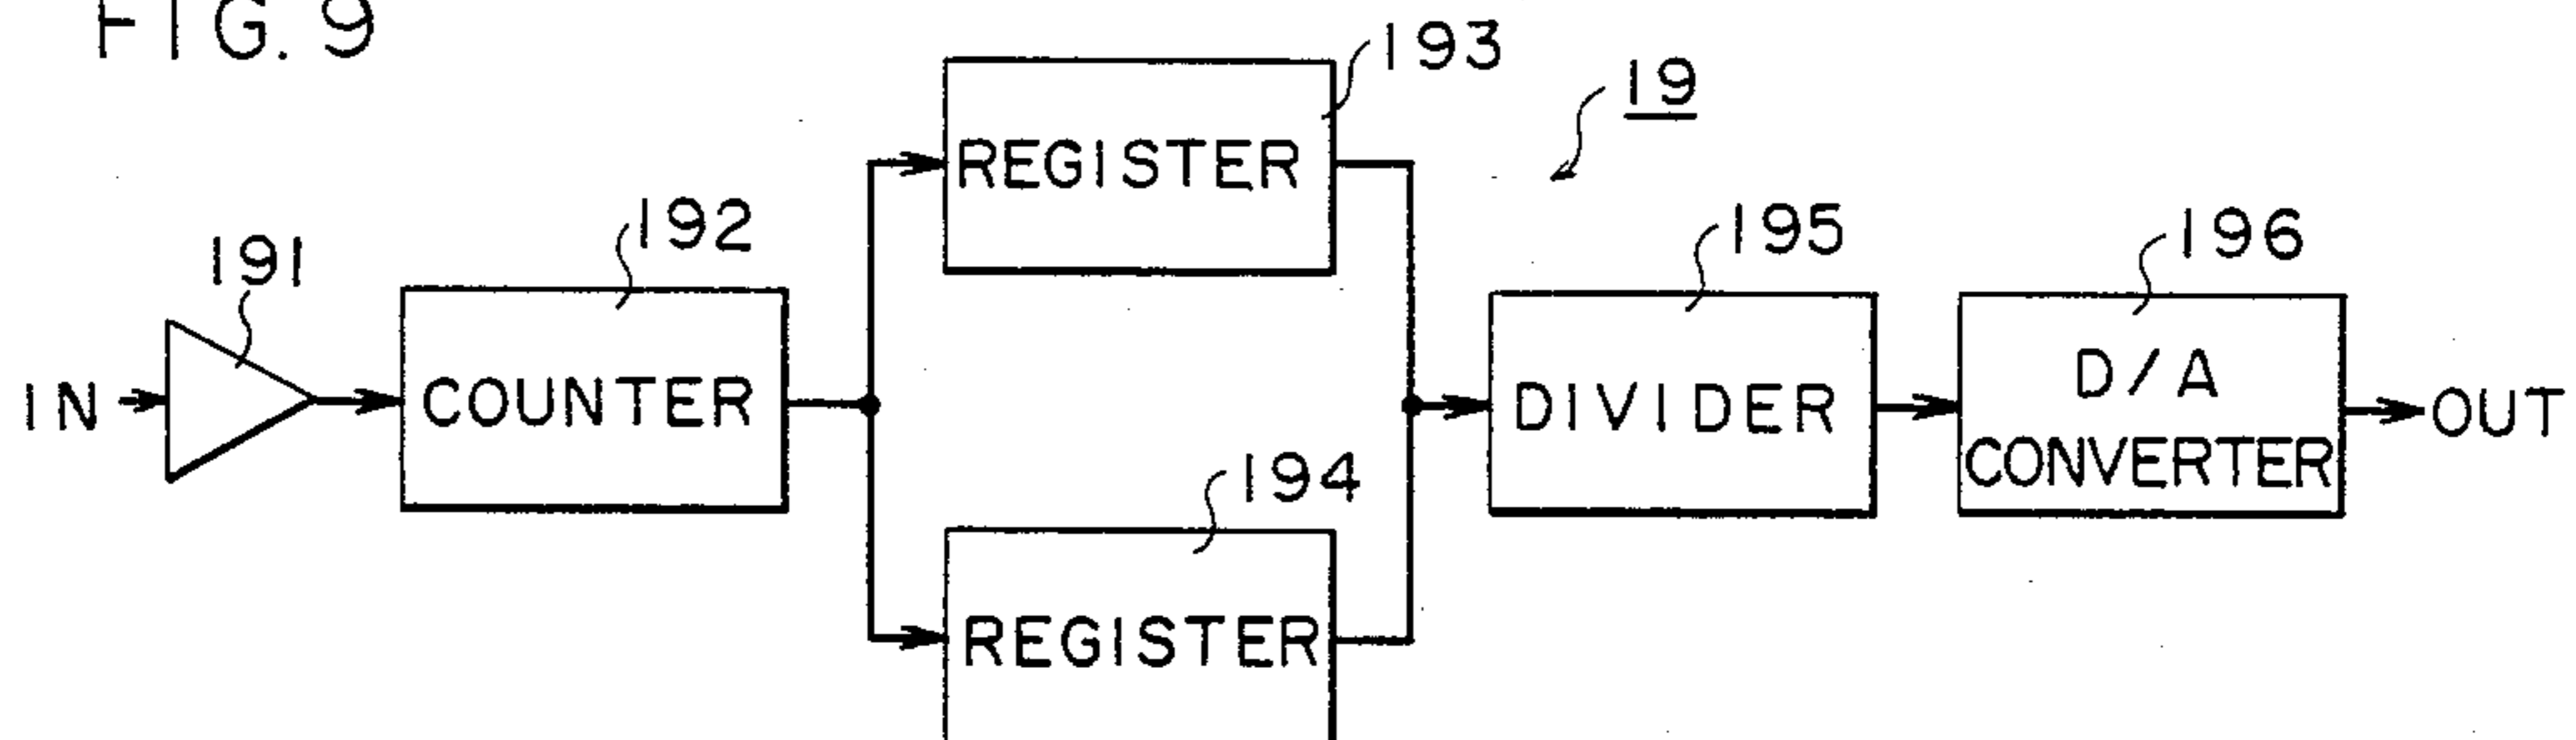 FIG. 9
193
19
REGISTER
192
195
196
191
COUNTER
IN
DIVIDER
D/A
CONVERTER
OUT
194
REGISTER